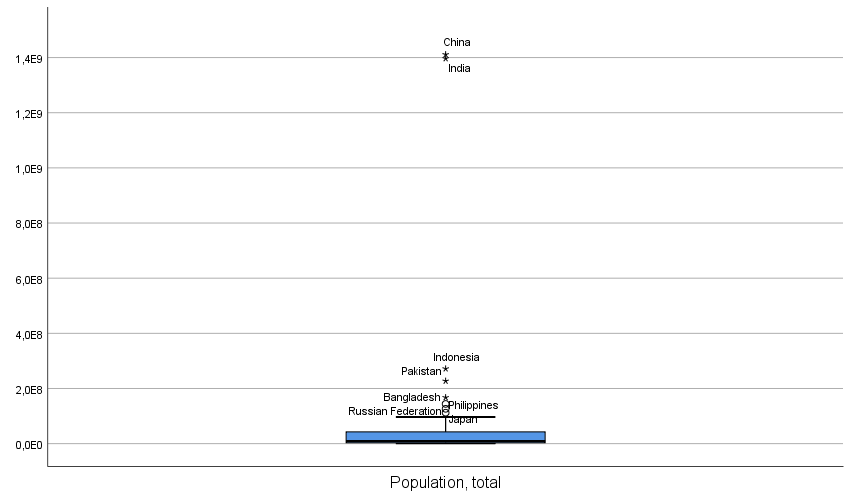 China
1,4E9
India
1,2E9
1,0E9
8,0E8
6,0E8
4,0E8
Indonesia
Pakistan
2,0E8
Bangladesh
Philippines
Russian Federation
Japan
0,0E0
Population, total